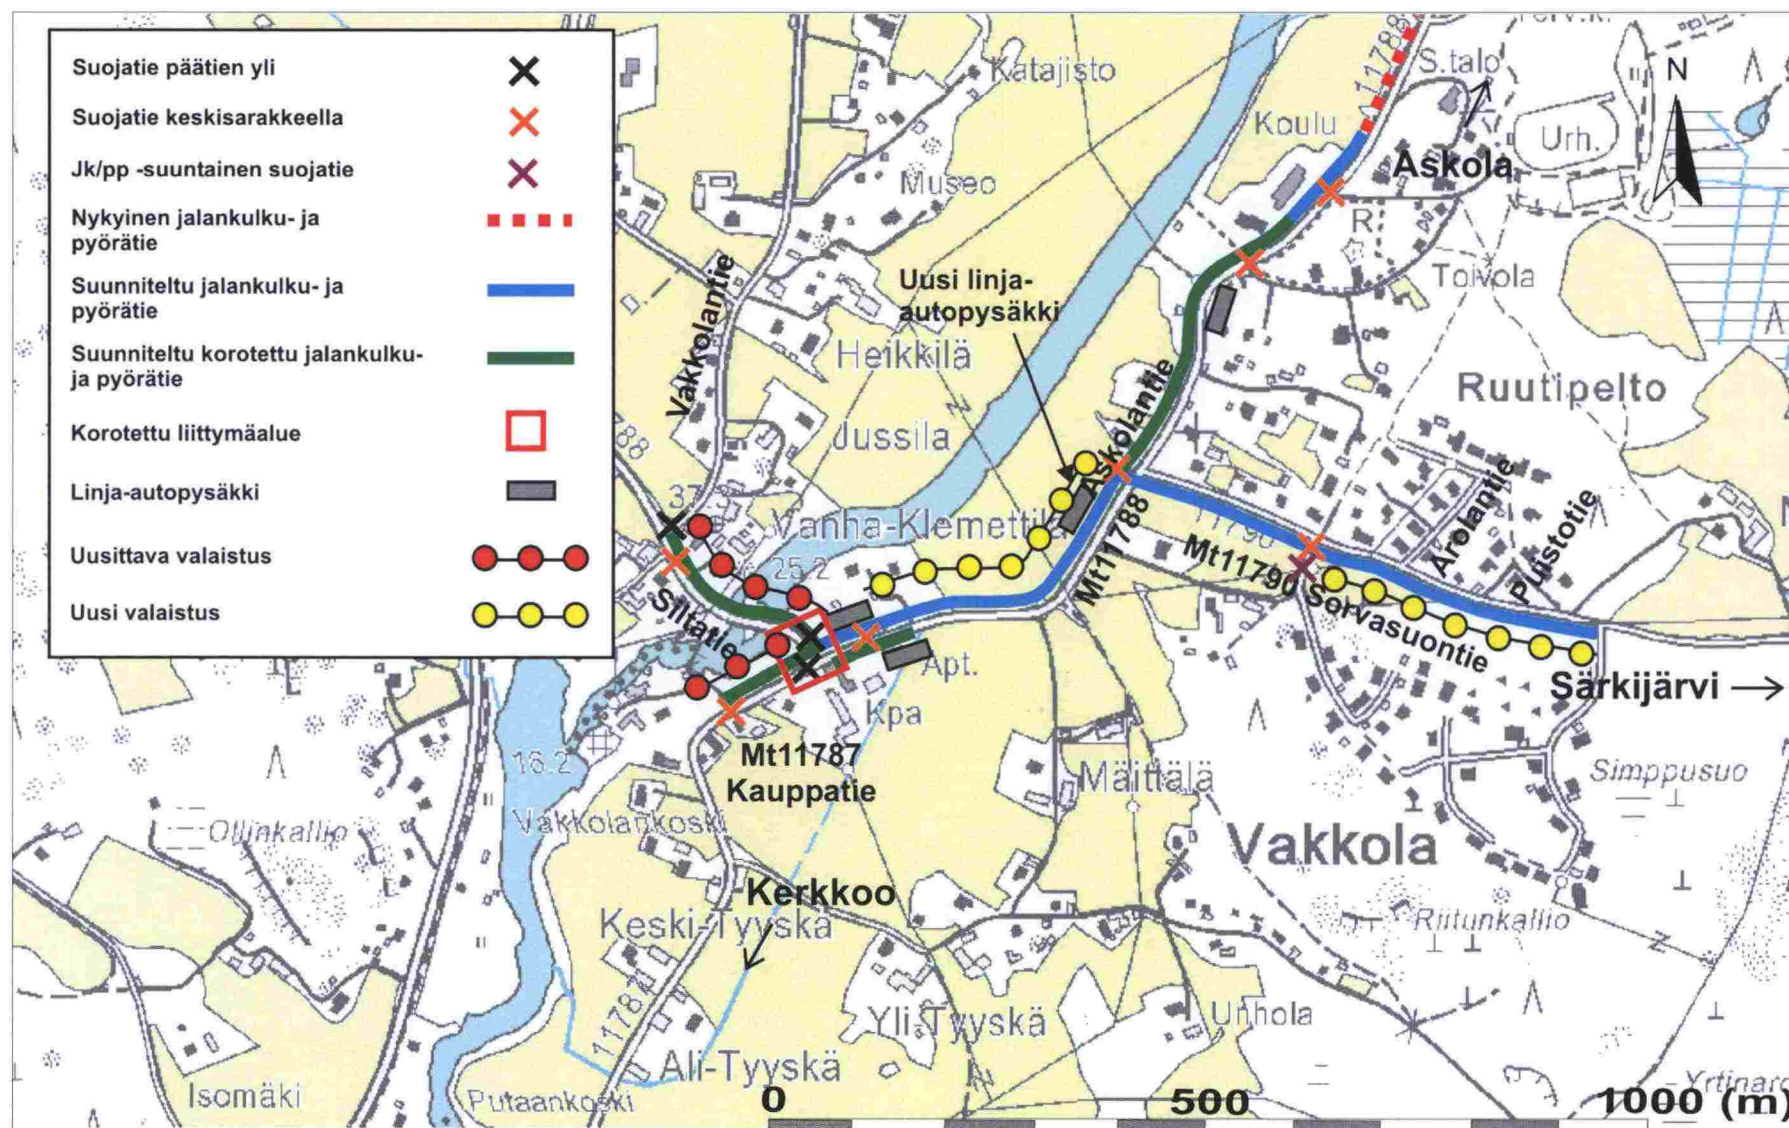 Suojatie päätien yli
Suojatie keskisarakkeella
Jk/pp -suuntainen suojatie
Nykyinen jalankulku- ja
pyörätie
Suunniteltu jalankulku- ja
pyörätie
Suunniteltu korotettu jalankulku-
ja pyörätie
Korotettu liittymäalue
Linja-autopysäkki
Uusittava valaistus
Uusi valaistus
Katajisto
Museo
Koulu
11788
S.talo
N
Urh.
Askola
R
Toivola
Uusi linja-
autopysäkki
Vakkolantie
Heikkilä
Jussila
Askolantie
Ruutipelto
Vanha-Klemettilä
25.2
Mt11788
11790
Mt11790 Sorvasuontie
Arolantie
Puistotie
Siltatie
Apt.
Kpa
Särkijärvi
16.2
Mt11787
Kauppatie
Mäittälä
Simppusuo
Ollinkallio
Vakkolankoski
Vakkola
Kerkkoo
Keski-Tyyskä
Riitunkallio
11787
Yli-Tyyskä
Unhola
Ali-Tyyskä
Isomäki
Putaankoski
0 500 1000 (m)